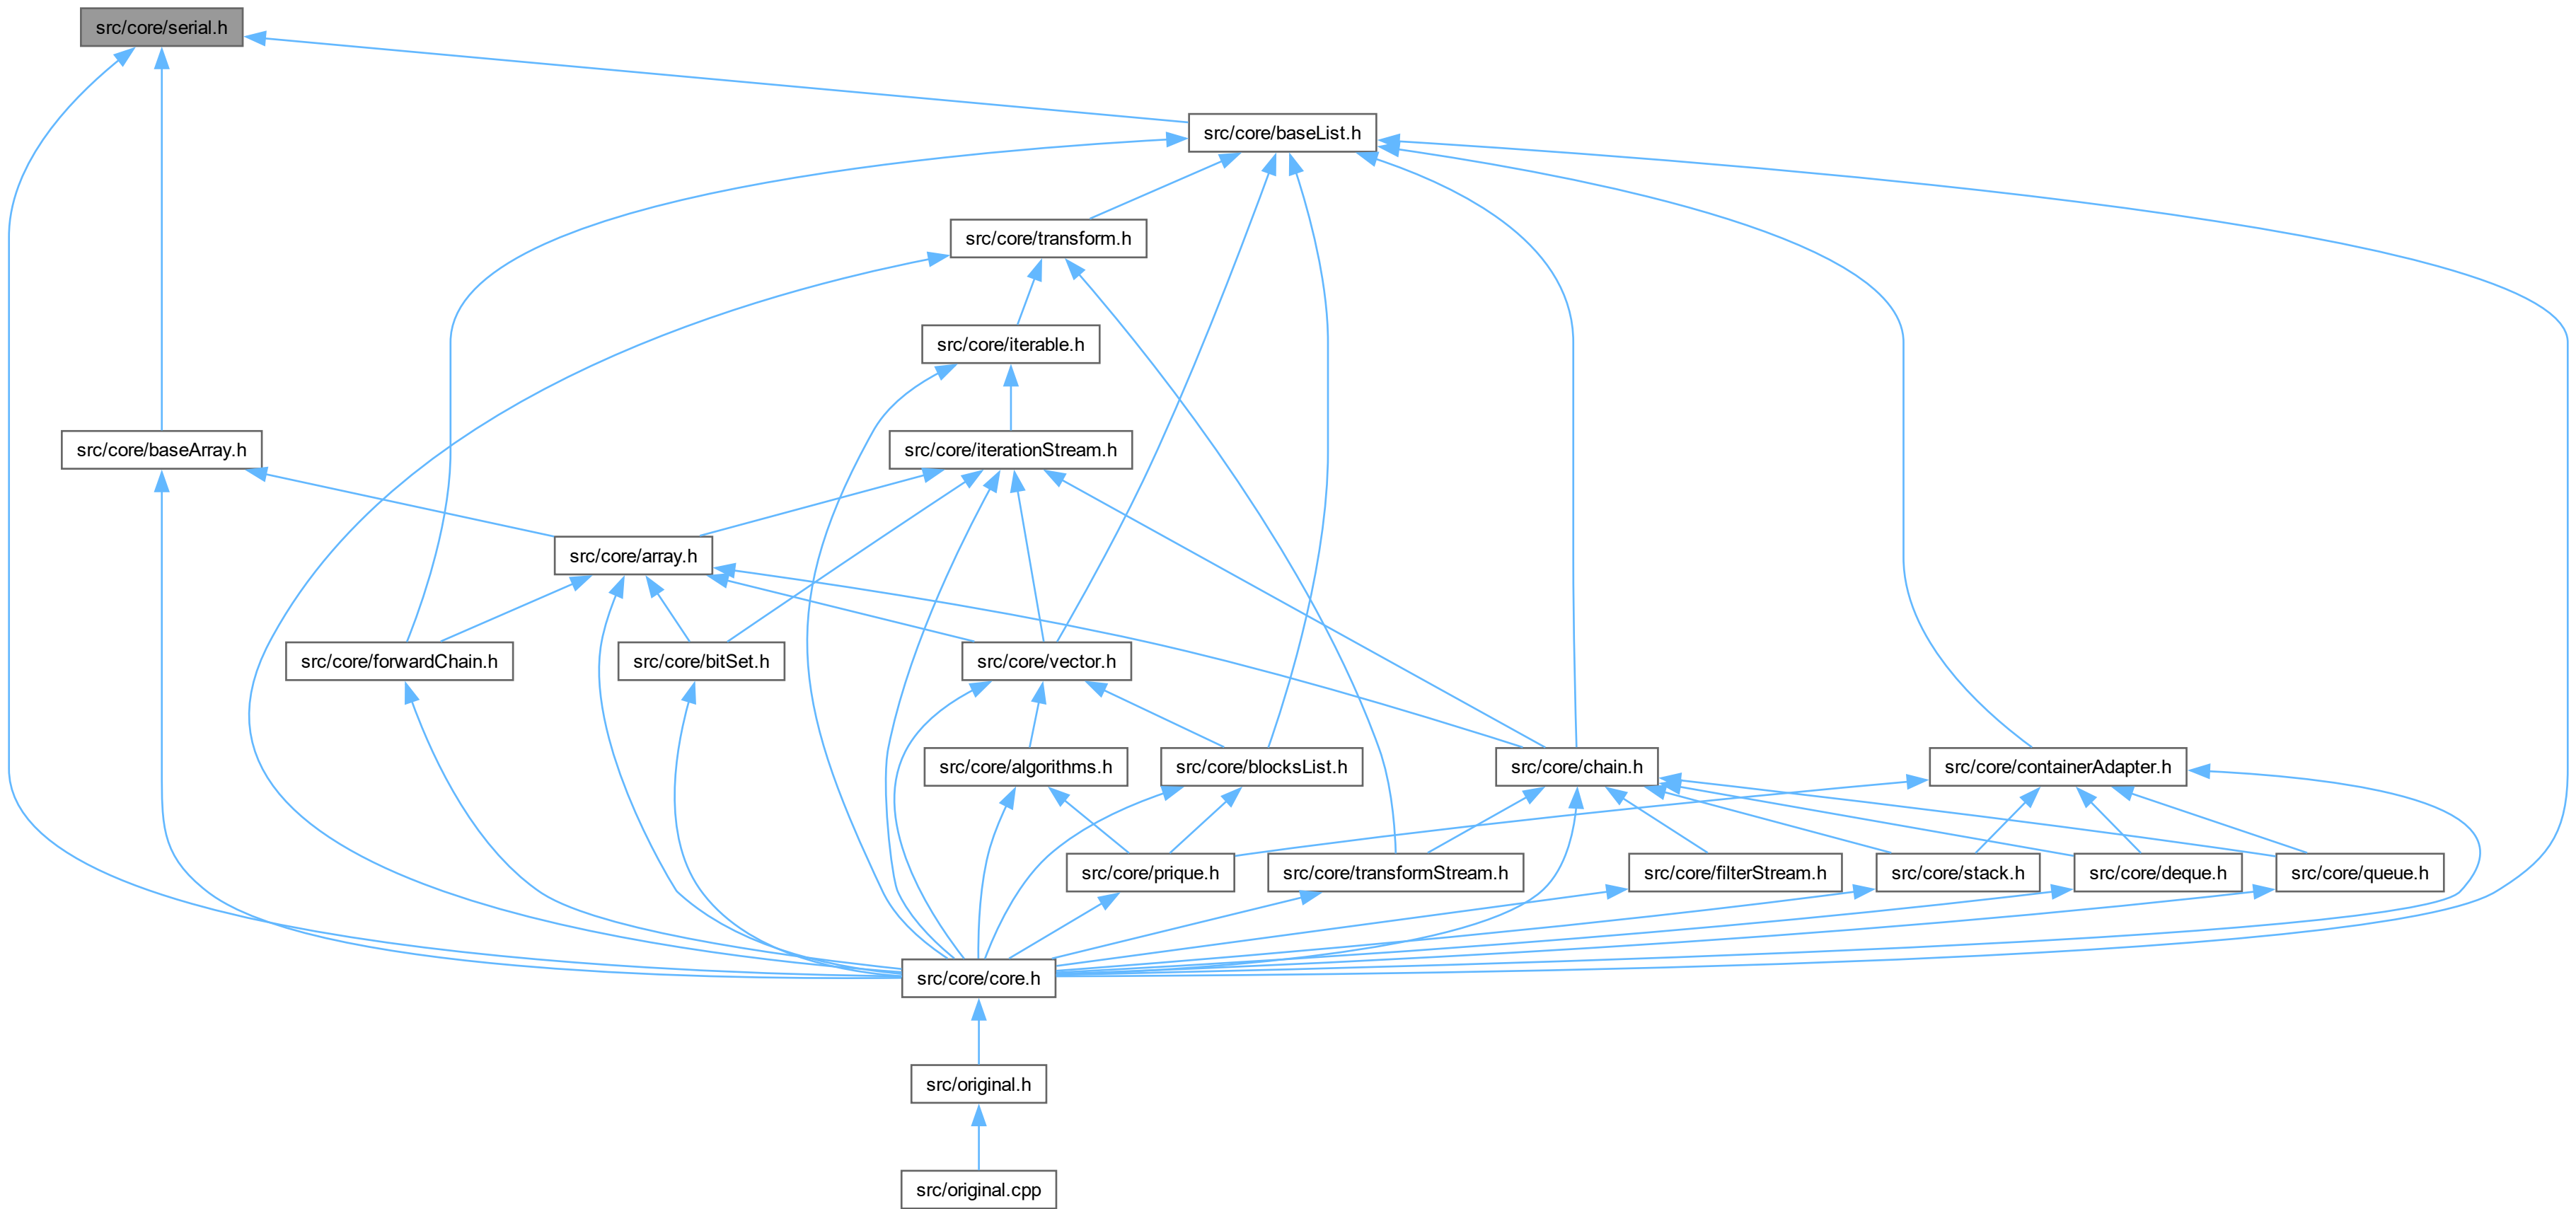 src/core/serial.h
src/core/baseList.h
src/core/transform.h
src/core/iterable.h
src/core/baseArray.h
src/core/iterationStream.h
src/core/array.h
src/core/forwardChain.h
src/core/bitSet.h
src/core/vector.h
src/core/algorithms.h
src/core/blocksList.h
src/core/chain.h
src/core/containerAdapter.h
src/core/prique.h
src/core/transformStream.h
src/core/filterStream.h
src/core/stack.h
src/core/deque.h
src/core/queue.h
src/core/core.h
src/original.h
src/original.cpp